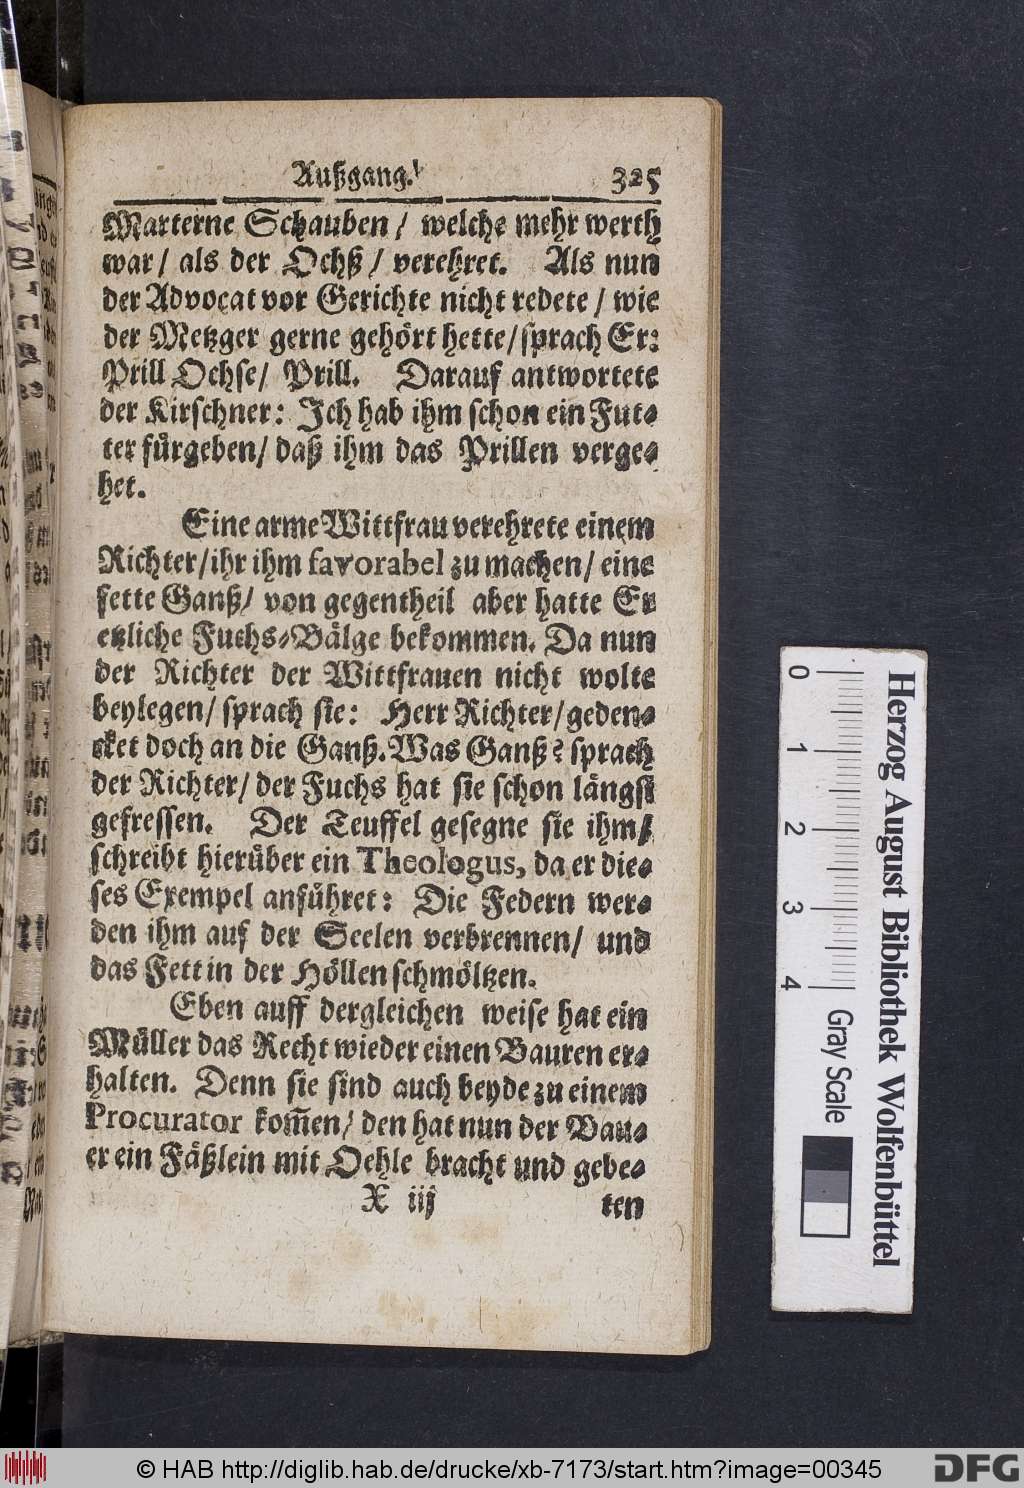 Außgang. 325
Marterne Schauben / welche mehr werth
war / als der Ochß / verehret. Als nun
der Advocat vor Gerichte nicht redete / wie
der Metzger gerne gehört hette / sprach Er:
Prill Ochse / Prill. Darauf antwortete
der Kirschner: Ich hab ihm schon ein Fut-
ter fürgeben / daß ihm das Prillen verge-
het.
Eine arme Wittfrau verehrete einem
Richter / ihr ihm favorabel zu machen / eine
fette Ganß / von gegentheil aber hatte Er
etzliche Fuchs-Bälge bekommen. Da nun
der Richter der Wittfrauen nicht wolte
beylegen / sprach sie: Herr Richter / geden-
cket doch an die Ganß. Was Ganß? sprach
der Richter / der Fuchs hat sie schon längst
gefressen. Der Teuffel gesegne sie ihm /
schreibt hierüber ein Theologus, da er die-
ses Exempel anführet: Die Federn wer-
den ihm auf der Seelen verbrennen / und
das Fett in der Höllen schmöltzen.
Eben auff dergleichen weise hat ein
Müller das Recht wieder einen Bauren er-
halten. Denn sie sind auch beyde zu einem
Procurator kom̃en / den hat nun der Bau-
er ein Fäßlein mit Oehle bracht und gebe-
X iij ten
0 1 2 3 4
Gray Scale
Herzog August Bibliothek Wolfenbüttel
© HAB http://diglib.hab.de/drucke/xb-7173/start.htm?image=00345
DFG